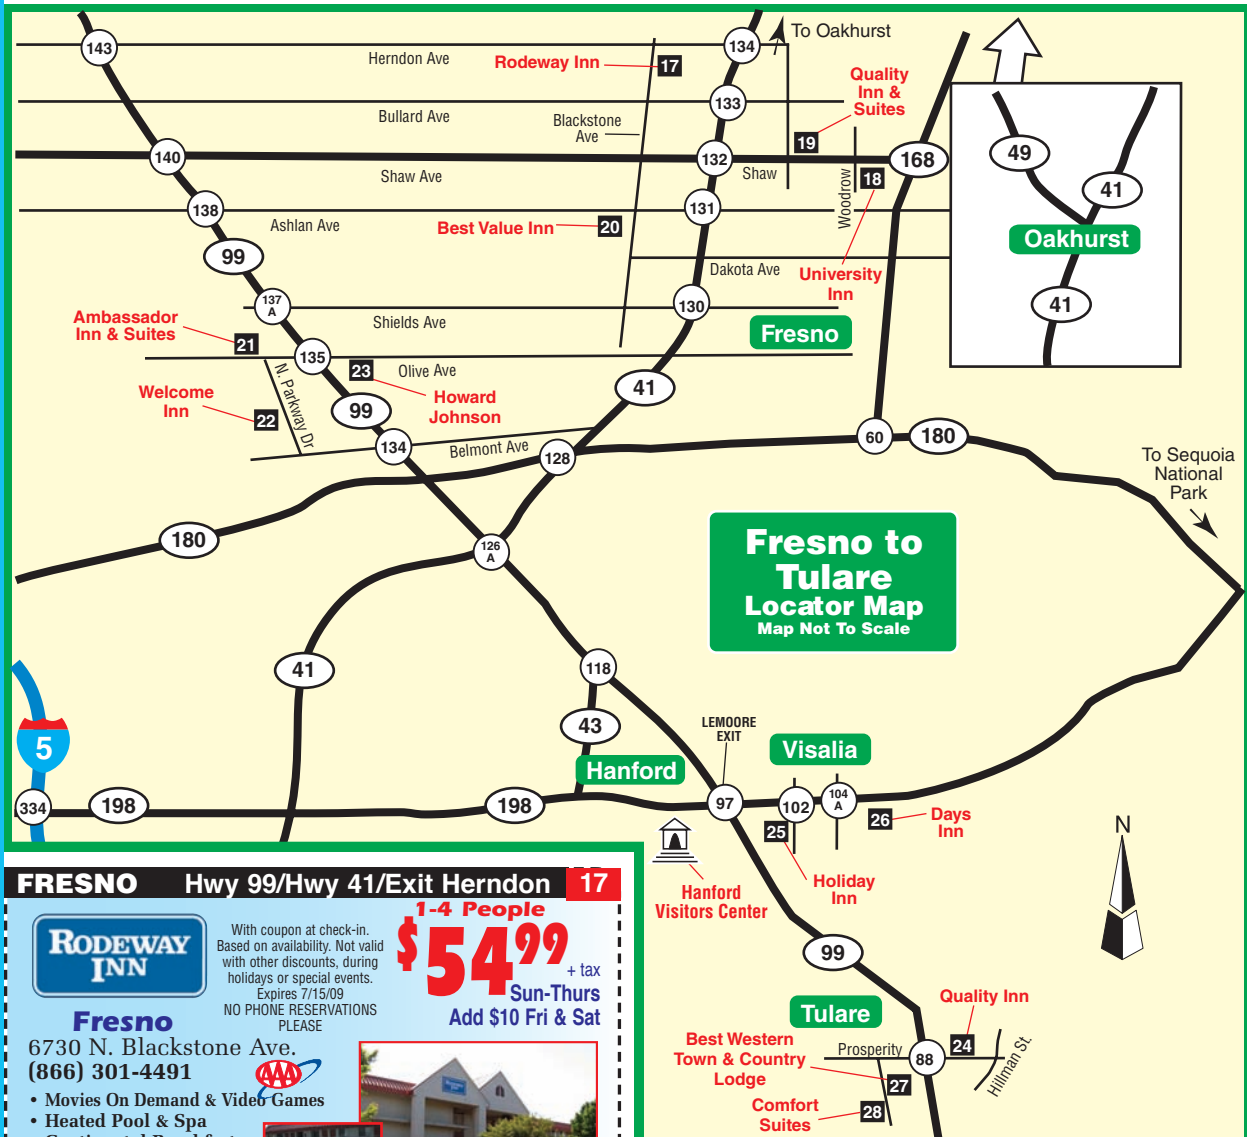 143
Herndon Ave
Rodeway Inn
17
134
To Oakhurst
Quality
Inn &
Suites
Bullard Ave
Blackstone
Ave
133
19
140
Shaw Ave
132
Shaw
Woodrow
18
168
49
41
Oakhurst
41
138
Ashlan Ave
Best Value Inn
20
131
99
Dakota Ave
University
Inn
137
A
Shields Ave
130
Fresno
Ambassador
Inn & Suites
21
135
23
Olive Ave
N. Parkway Dr
Welcome
Inn
22
99
Howard
Johnson
41
134
Belmont Ave
128
60
180
To Sequoia
National
Park
180
126
A
Fresno to
Tulare
Locator Map
Map Not To Scale
41
118
43
5
LEMOORE
EXIT
Visalia
Hanford
334
198
198
97
102
104
A
25
26
Days
Inn
N
Hanford
Visitors Center
Holiday
Inn
99
Tulare
Quality Inn
Best Western
Town & Country
Lodge
Prosperity
88
24
Hillman St.
27
Comfort
Suites
28
FRESNO Hwy 99/Hwy 41/Exit Herndon 17
RODEWAY
INN
With coupon at check-in.
Based on availability. Not valid
with other discounts, during
holidays or special events.
Expires 7/15/09
NO PHONE RESERVATIONS
PLEASE
1-4 People
$5499
+ tax
Sun-Thurs
Add $10 Fri & Sat
Fresno
6730 N. Blackstone Ave.
(866) 301-4491
AAA
• Movies On Demand & Video Games
• Heated Pool & Spa